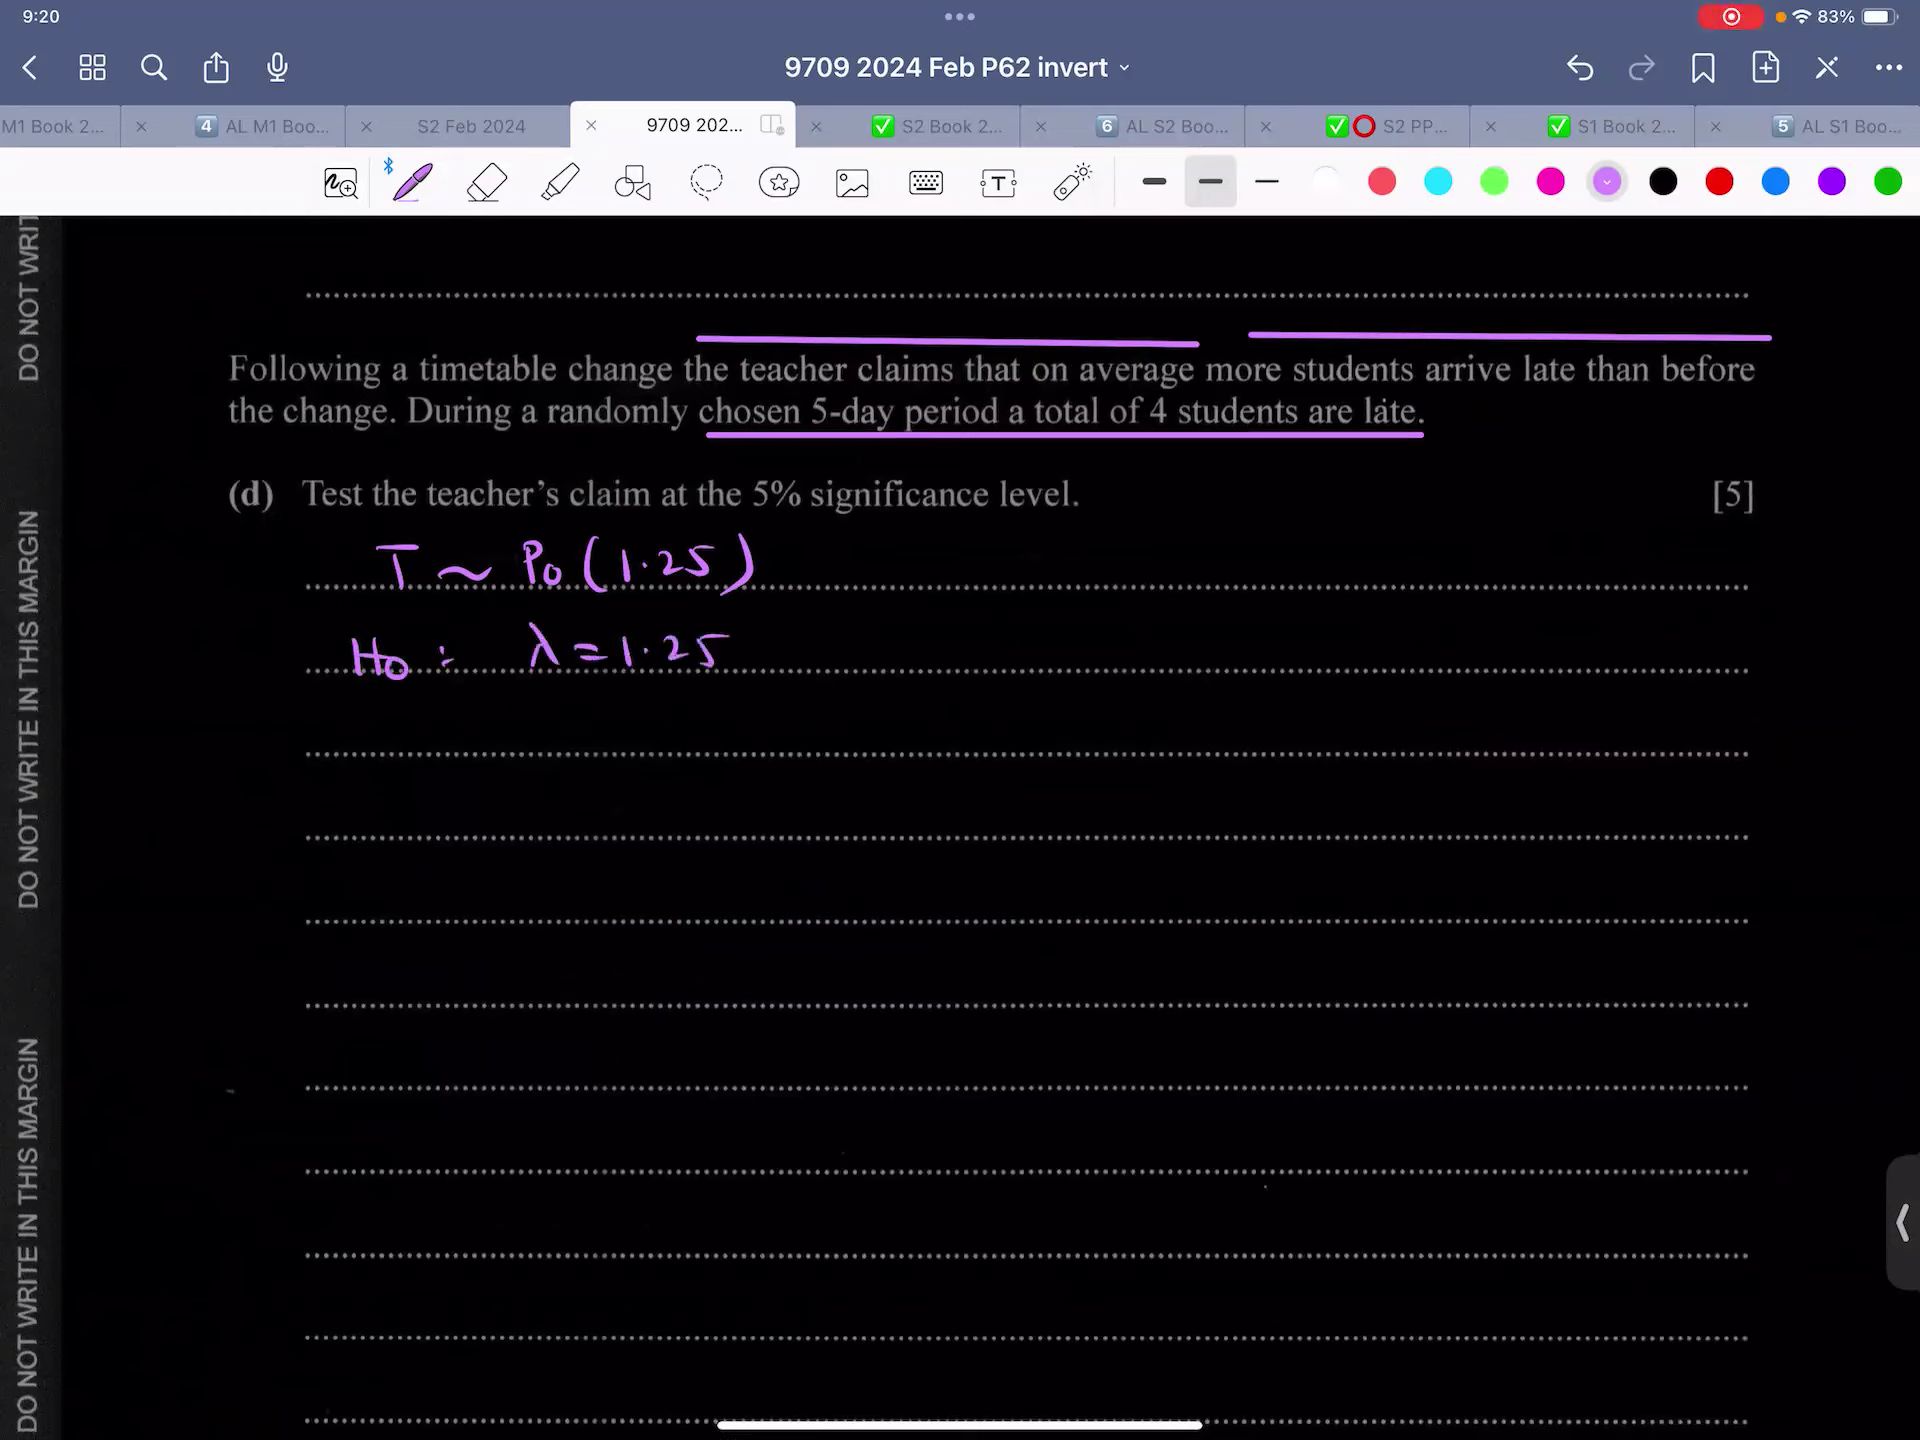 9:20
83%
9709 2024 Feb P62 invert
M1 Book 2...
4 AL M1 Boo...
S2 Feb 2024
9709 202...
S2 Book 2...
6 AL S2 Boo...
S2 PP...
S1 Book 2...
5 AL S1 Boo...
T
DO NOT WRIT
DO NOT WRITE IN THIS MARGIN
DO NOT WRITE IN THIS MARGIN
Following a timetable change the teacher claims that on average more students arrive late than before
the change. During a randomly chosen 5-day period a total of 4 students are late.
(d) Test the teacher's claim at the 5% significance level. [5]
T ~ Po (1.25)
H0 : λ = 1.25